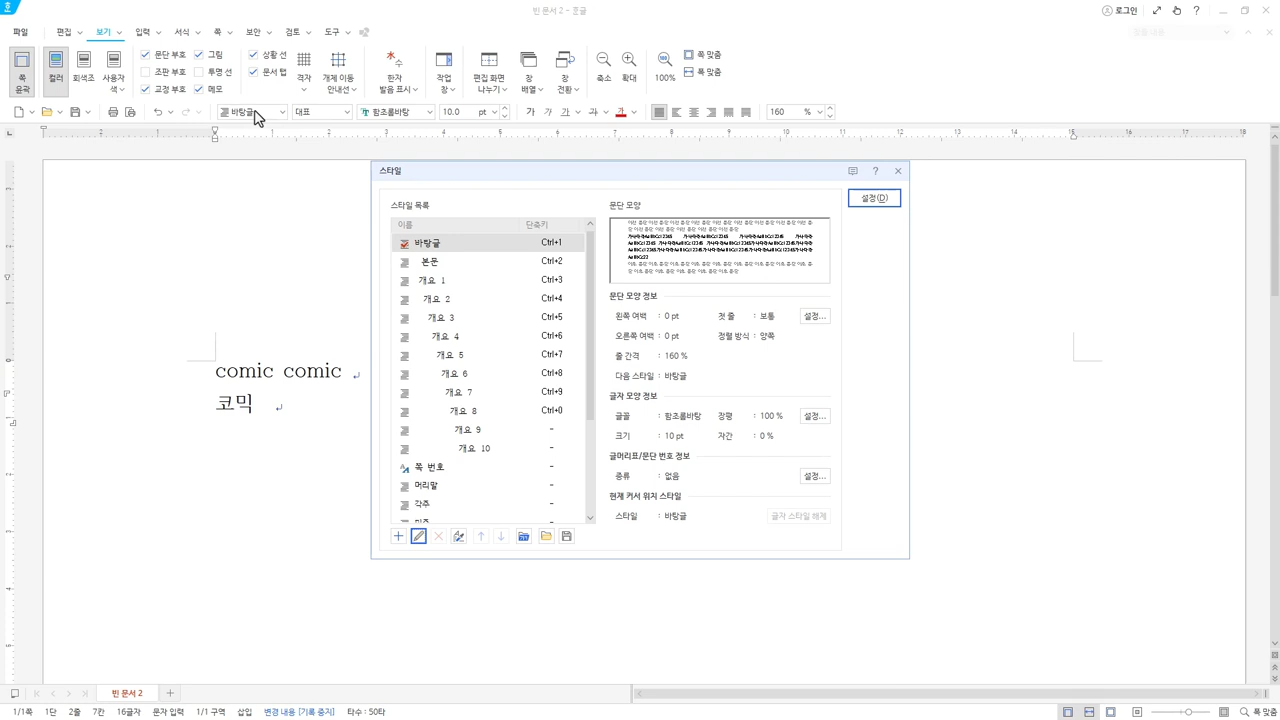 빈 문서 2 - 흔글
로그인
파일 편집 보기 입력 서식 쪽 보안 검토 도구
쪽 윤곽
컬러
회색조
사용자 색
문단 부호 그림
조판 부호 투명 선
교정 부호 메모
상황 선
문서 탭
격자
개체 이동 안내선
한자 발음 표시
작업 창
편집 화면 나누기
창 배열
창 전환
축소
확대
100%
쪽 맞춤
폭 맞춤
바탕글 대표 함초롬바탕 10.0 pt 가 가 가 가 가 160 %
comic comic
코믹
스타일
스타일 목록
이름 단축키
바탕글 Ctrl+1
본문 Ctrl+2
개요 1 Ctrl+3
개요 2 Ctrl+4
개요 3 Ctrl+5
개요 4 Ctrl+6
개요 5 Ctrl+7
개요 6 Ctrl+8
개요 7 Ctrl+9
개요 8 Ctrl+0
개요 9 -
개요 10 -
쪽 번호 -
머리말 -
각주 -
문단 모양
설정(D)
문단 모양 정보
왼쪽 여백 : 0 pt 첫 줄 : 보통 설정...
오른쪽 여백 : 0 pt 정렬 방식 : 양쪽
줄 간격 : 160 %
다음 스타일 : 바탕글
글자 모양 정보
글꼴 : 함초롬바탕 장평 : 100 % 설정...
크기 : 10 pt 자간 : 0 %
글머리표/문단 번호 정보
종류 : 없음 설정...
현재 커서 위치 스타일
스타일 : 바탕글 글자 스타일 해제
빈 문서 2
1/1쪽 1단 2줄 7칸 16글자 문자 입력 1/1 구역 삽입 변경 내용 [기록 중지] 타수 : 50타 폭 맞춤